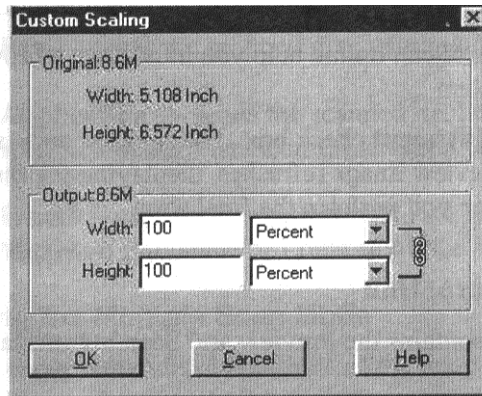 Custom Scaling
Original:8.6M
Width: 5.108 Inch
Height: 6.572 Inch
Output:8.6M
Width: 100 Percent
Height: 100 Percent
OK Cancel Help